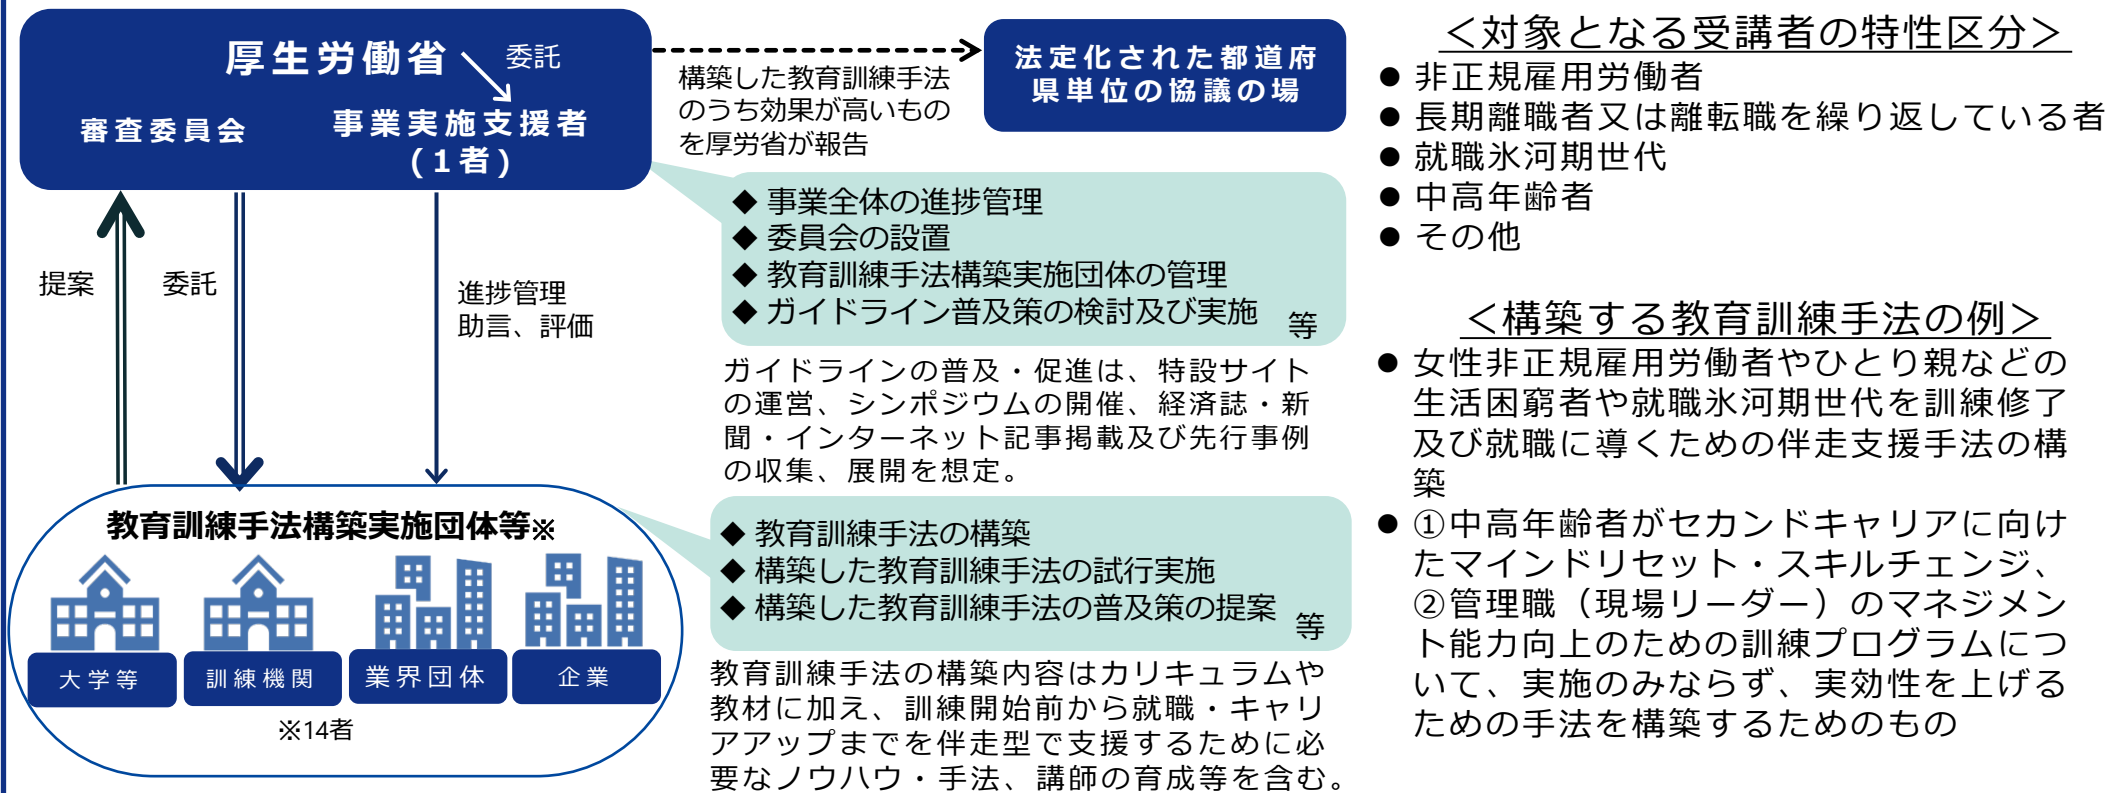 厚生労働省
委託
審査委員会
事業実施支援者
(1者)
構築した教育訓練手法
のうち効果が高いもの
を厚労省が報告
法定化された都道府
県単位の協議の場
◆ 事業全体の進捗管理
◆ 委員会の設置
◆ 教育訓練手法構築実施団体の管理
◆ ガイドライン普及策の検討及び実施 等
ガイドラインの普及・促進は、特設サイト
の運営、シンポジウムの開催、経済誌・新
聞・インターネット記事掲載及び先行事例
の収集、展開を想定。
提案
委託
進捗管理
助言、評価
教育訓練手法構築実施団体等※
大学等
訓練機関
業界団体
企業
※14者
◆ 教育訓練手法の構築
◆ 構築した教育訓練手法の試行実施
◆ 構築した教育訓練手法の普及策の提案 等
教育訓練手法の構築内容はカリキュラムや
教材に加え、訓練開始前から就職・キャリ
アアップまでを伴走型で支援するために必
要なノウハウ・手法、講師の育成等を含む。
＜対象となる受講者の特性区分＞
● 非正規雇用労働者
● 長期離職者又は離転職を繰り返している者
● 就職氷河期世代
● 中高年齢者
● その他
＜構築する教育訓練手法の例＞
● 女性非正規雇用労働者やひとり親などの
生活困窮者や就職氷河期世代を訓練修了
及び就職に導くための伴走支援手法の構
築
● ①中高年齢者がセカンドキャリアに向け
たマインドリセット・スキルチェンジ、
②管理職（現場リーダー）のマネジメン
ト能力向上のための訓練プログラムにつ
いて、実施のみならず、実効性を上げる
ための手法を構築するためのもの